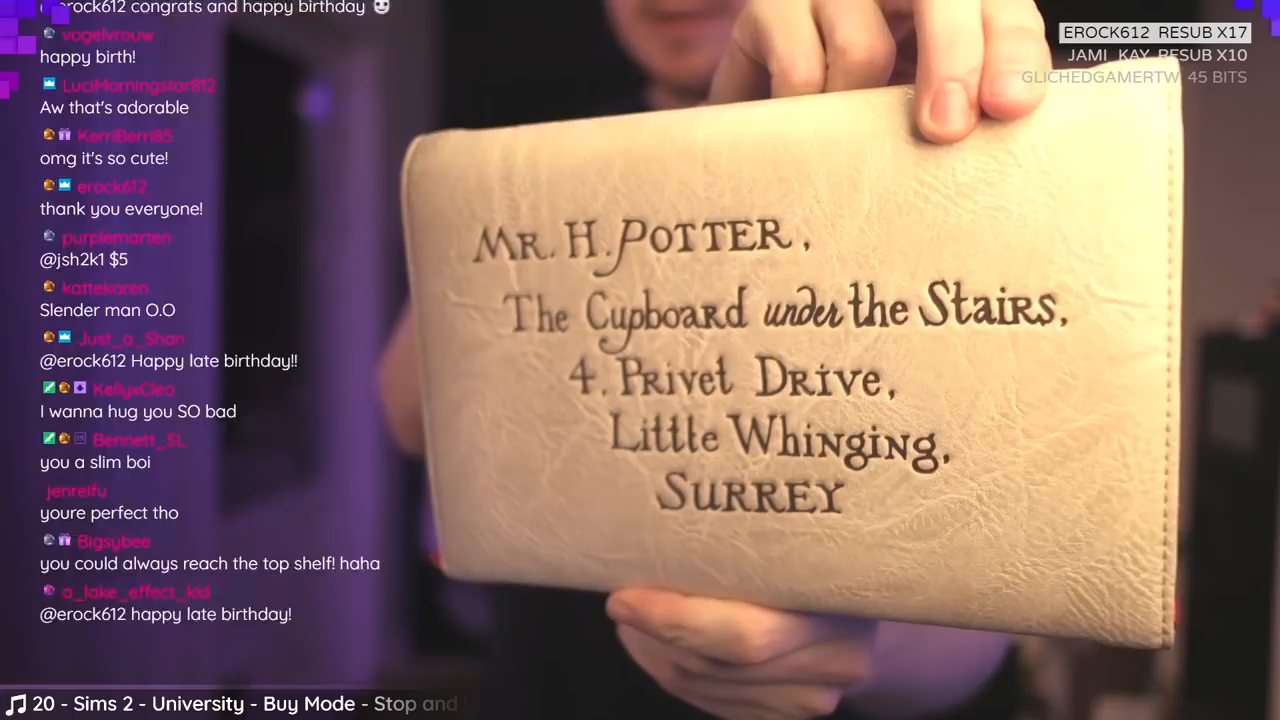 erock612 congrats and happy birthday
vogelvrouw
happy birth!
LuciMorningstar812
Aw that's adorable
KerriBerri85
omg it's so cute!
erock612
thank you everyone!
purplemarten
@jsh2k1 $5
kattekaren
Slender man O.O
Just_a_Shan
@erock612 Happy late birthday!!
KellyxCleo
I wanna hug you SO bad
Bennett_SL
you a slim boi
jenreifu
youre perfect tho
Bigsybee
you could always reach the top shelf! haha
a_lake_effect_kid
@erock612 happy late birthday!
20 - Sims 2 - University - Buy Mode - Stop and
MR. H. POTTER,
The Cupboard under the Stairs,
4. Privet Drive,
Little Whinging,
SURREY
EROCK612 RESUB X17
JAMI_KAY RESUB X10
GLICHEDGAMERTW 45 BITS